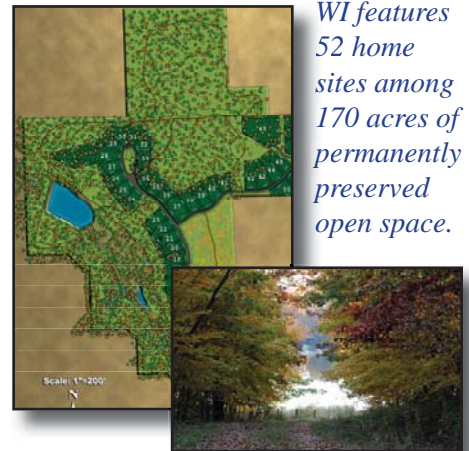 WI features
52 home
sites among
170 acres of
permanently
preserved
open space.
Scale: 1"=200'
N